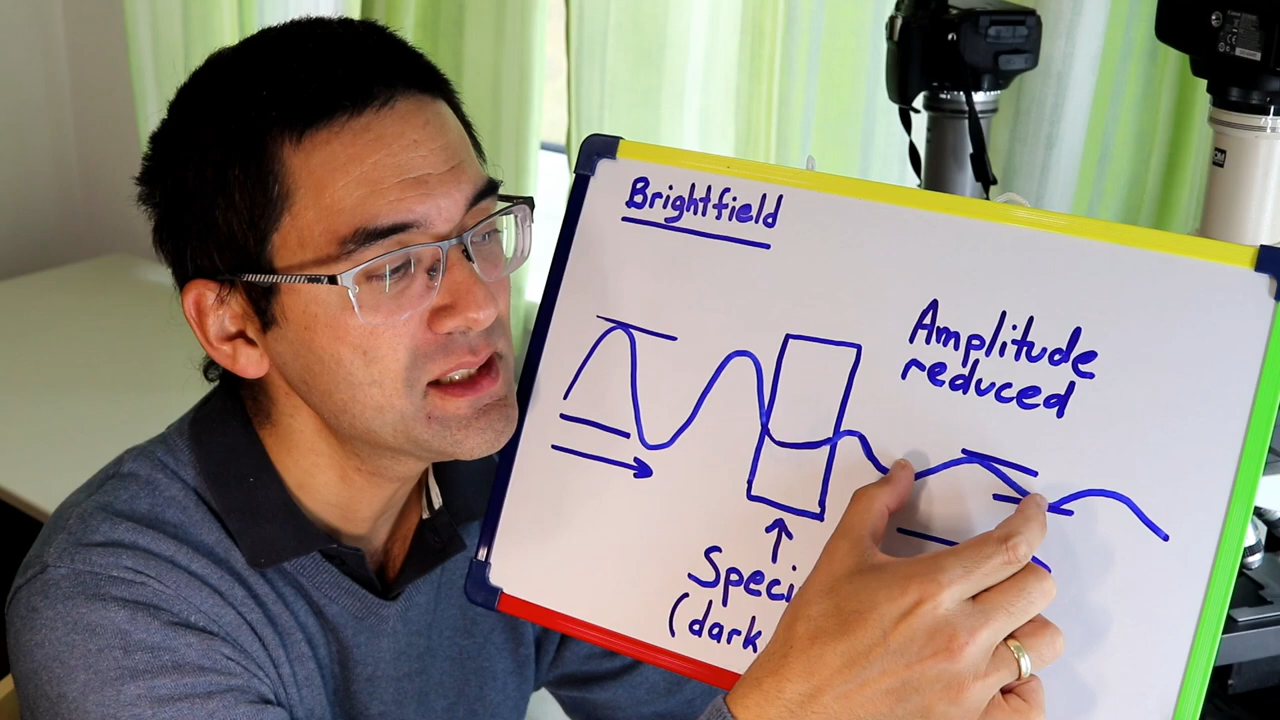 Brightfield
Amplitude
reduced
Speci
(dark